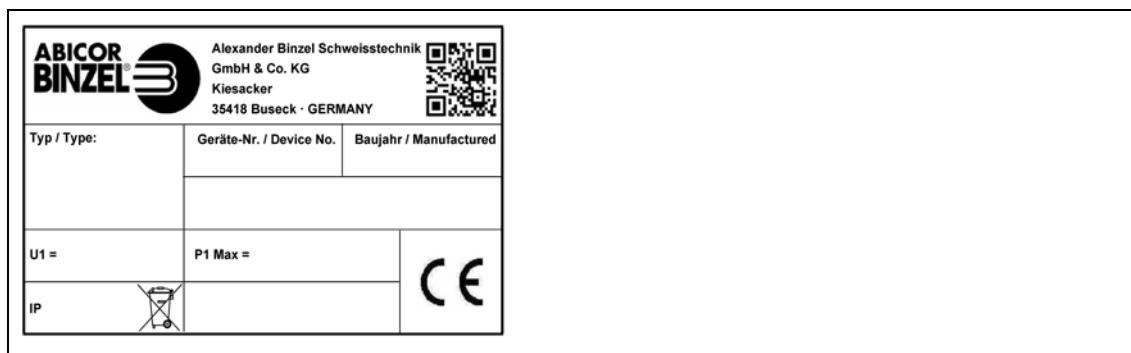 ABICOR
BINZEL®
Alexander Binzel Schweisstechnik
GmbH & Co. KG
Kiesacker
35418 Buseck · GERMANY
Typ / Type:
Geräte-Nr. / Device No.
Baujahr / Manufactured
U1 =
P1 Max =
IP
CE